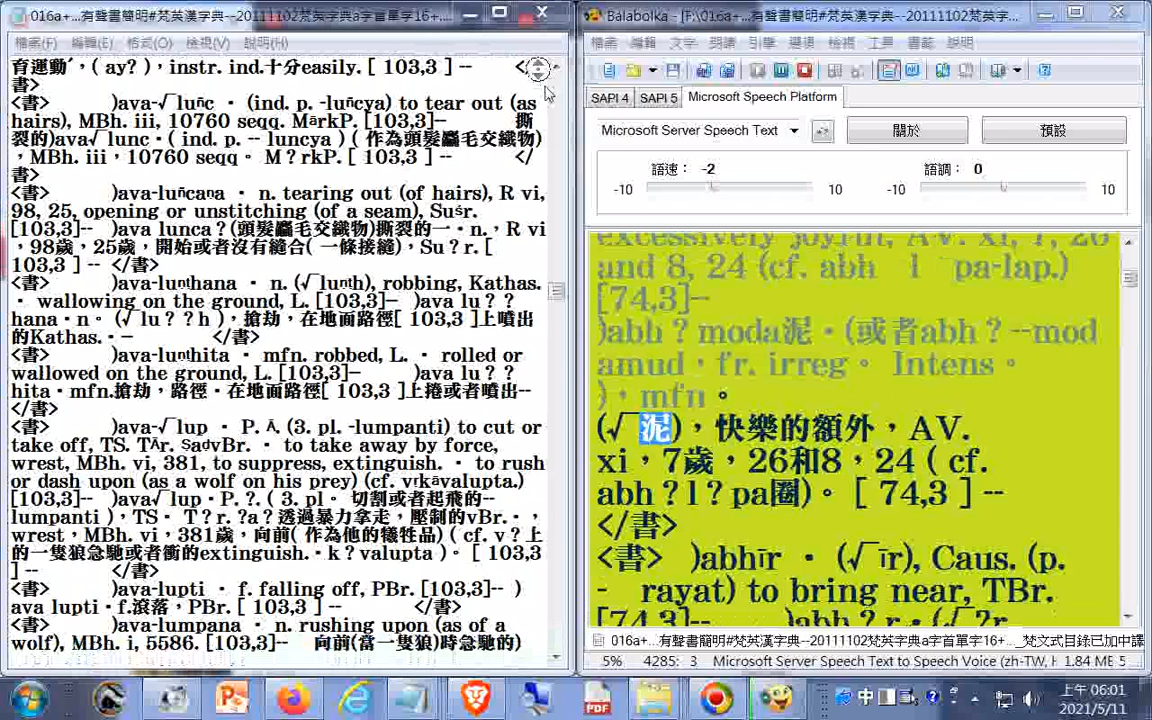 016a+...有聲書簡明#梵英漢字典--20111102梵英字典a字首單字16+...
檔案(F) 編輯(E) 格式(O) 檢視(V) 說明(H)
育運動ˊ,( ay? ), instr. ind.十分easily. [ 103,3 ] -- </
書>
<書> )ava-√luñc · (ind. p. -luñcya) to tear out (as
hairs), MBh. iii, 10760 seqq. MārkP. [103,3]-- 撕
裂的)ava√lunc·( ind. p. -- luncya ) ( 作為頭髮麤毛交織物)
,MBh. iii,10760 seqq。 M?rkP. [ 103,3 ] -- </
書>
<書> )ava-luñcana · n. tearing out (of hairs), R vi,
98, 25, opening or unstitching (of a seam), Suśr.
[103,3]-- )ava lunca?(頭髮麤毛交織物)撕裂的一·n.,R vi
,98歲,25歲,開始或者沒有縫合( 一條接縫),Su?r. [
103,3 ] -- </書>
<書> )ava-luṇṭhana · n. (√luṇṭh), robbing, Kathas.
· wallowing on the ground, L. [103,3]-- )ava lu??
hana·n。(√lu??h ),搶劫,在地面路徑[ 103,3 ]上噴出
的Kathas.·-- </書>
<書> )ava-luṇṭhita · mfn. robbed, L. · rolled or
wallowed on the ground, L. [103,3]-- )ava lu??
hita·mfn.搶劫,路徑·在地面路徑[ 103,3 ]上捲或者噴出--
</書>
<書> )ava-√lup · P. Ā. (3. pl. -lumpanti) to cut or
take off, TS. TĀr. ṢaḍvBr. · to take away by force,
wrest, MBh. vi, 381, to suppress, extinguish. · to rush
or dash upon (as a wolf on his prey) (cf. vṛkāvalupta.)
[103,3]-- )ava√lup·P.?. ( 3. pl。 切割或者起飛的--
lumpanti ),TS· T?r. ?a?透過暴力拿走,壓制的vBr.·,
wrest,MBh. vi,381歲,向前( 作為他的犧牲品) ( cf. v?上
的一隻狼急馳或者衝的extinguish.·k?valupta )。 [ 103,3
] -- </書>
<書> )ava-lupti · f. falling off, PBr. [103,3]-- )
ava lupti·f.滾落,PBr. [ 103,3 ] -- </書>
<書> )ava-lumpana · n. rushing upon (as of a
wolf), MBh. i, 5586. [103,3]-- 向前(當一隻狼)時急馳的)
Balabolka - [F:\016a+...有聲書簡明#梵英漢字典--20111102梵英字...
檔案 編輯 文字 朗讀 引擎 選項 檢視 工具 書籤 說明
SAPI 4 SAPI 5 Microsoft Speech Platform
Microsoft Server Speech Text 關於 預設
語速: -2 語調: 0
-10 10 -10 10
excessively joyful, AV. xi, 7, 26
and 8, 24 (cf. abh l pa-lap.)
[74,3]--
)abh ? moda泥·(或者abh ? --mod
amud,fr. irreg。 Intens。
),mfn。
(√ 泥),快樂的額外,AV.
xi,7歲,26和8,24 ( cf.
abh ? l ? pa圈)。 [ 74,3 ] --
</書>
<書> )abhīr · (√īr), Caus. (p.
- rayat) to bring near, TBr.
[74,3]-- )abh ? r·(√?r
016a+...有聲書簡明#梵英漢字典--20111102梵英字典a字首單字16+..._梵文式目錄已加中譯
5% 4285: 3 Microsoft Server Speech Text to Speech Voice (zh-TW, H 1.84 MB 5
中
上午 06:01
2021/5/11